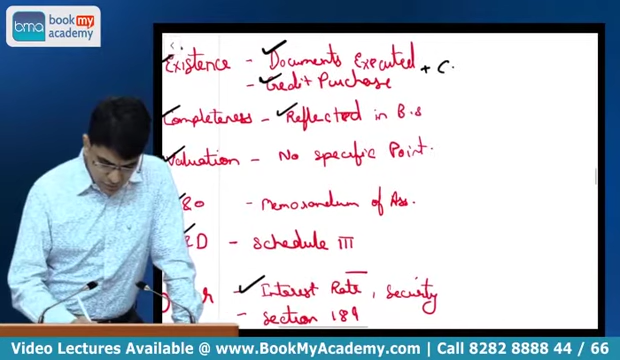 bma book my academy
Existence - Documents Executed + C.
- Credit Purchase
Completeness - Reflected in B.S
Valuation - No specific Point.
- Memorandum of Ass.
- Schedule III
- Interest Rate, security
- section 189
Video Lectures Available @ www.BookMyAcademy.com / Call 8282 8888 44 / 66